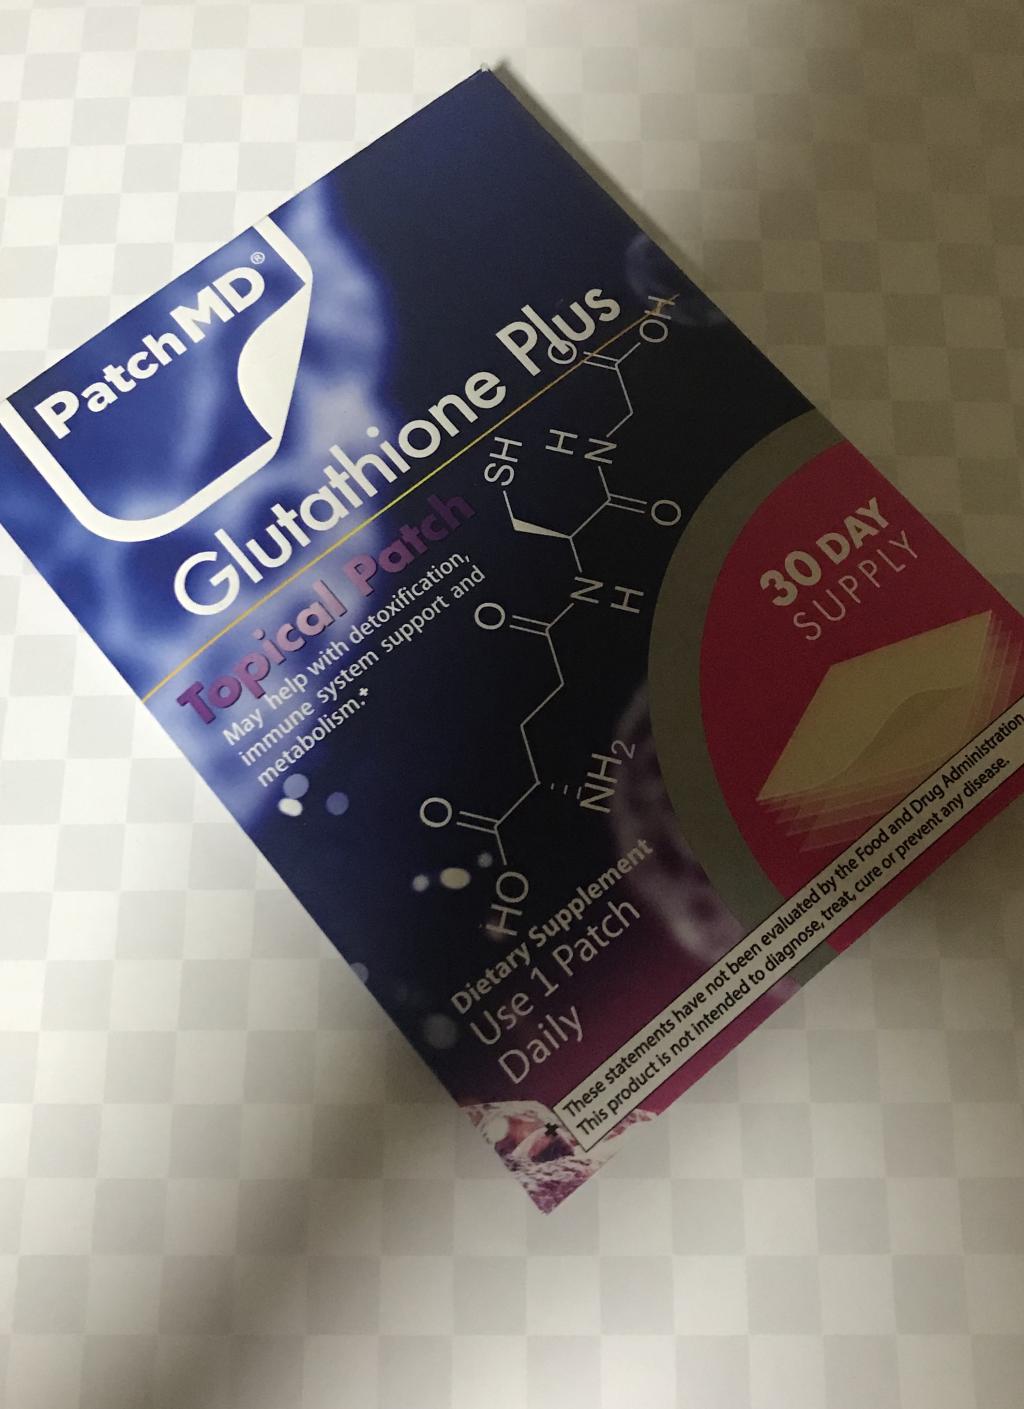 PatchMD®
Glutathione Plus
Topical Patch
May help with detoxification,
immune system support and
metabolism.+
OH
O
SH
H
N
O
N
H
O
NH2
O
HO
30 DAY
SUPPLY
Dietary Supplement
Use 1 Patch
Daily
+ These statements have not been evaluated by the Food and Drug Administration
This product is not intended to diagnose, treat, cure or prevent any disease.